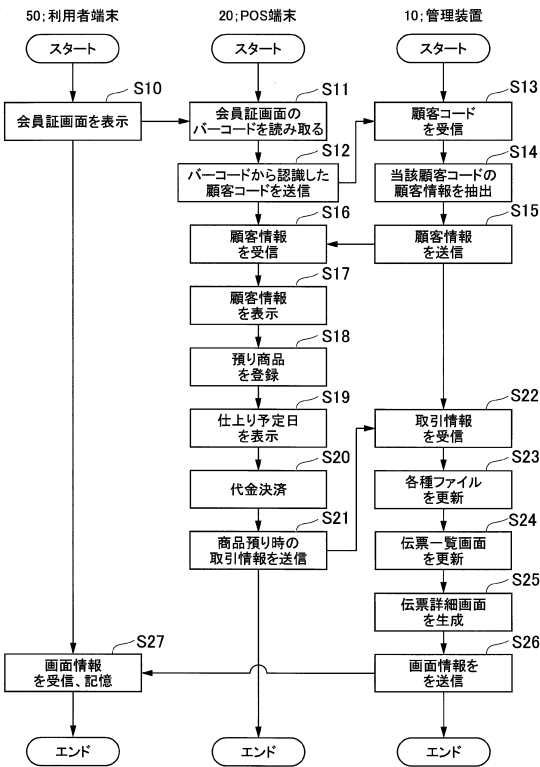 50;利用者端末
20;POS端末
10;管理装置
スタート
スタート
スタート
S10
会員証画面を表示
S11
会員証画面の
バーコードを読み取る
S13
顧客コード
を受信
S12
バーコードから認識した
顧客コードを送信
S14
当該顧客コードの
顧客情報を抽出
S16
顧客情報
を受信
S15
顧客情報
を送信
S17
顧客情報
を表示
S18
預り商品
を登録
S19
仕上り予定日
を表示
S22
取引情報
を受信
S20
代金決済
S23
各種ファイル
を更新
S21
商品預り時の
取引情報を送信
S24
伝票一覧画面
を更新
S25
伝票詳細画面
を生成
S27
画面情報
を受信、記憶
S26
画面情報を
を送信
エンド
エンド
エンド